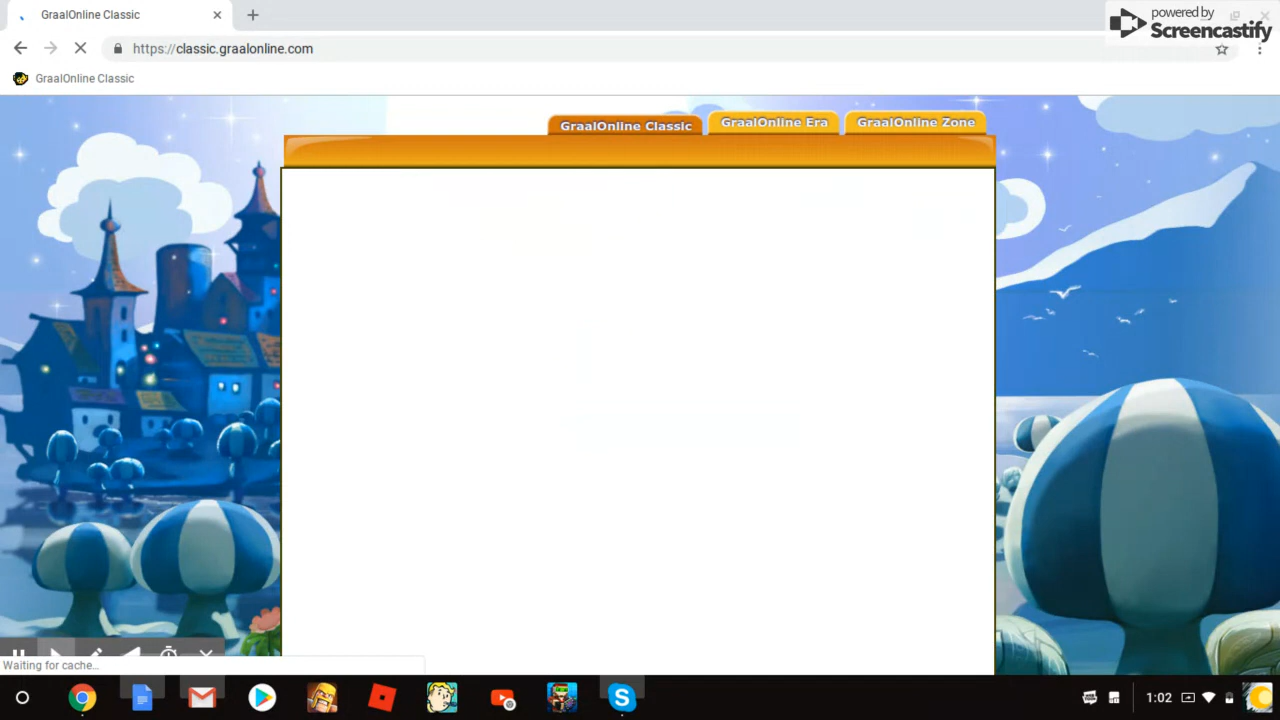 GraalOnline Classic
powered by
Screencastify
https://classic.graalonline.com
GraalOnline Classic
GraalOnline Classic
GraalOnline Era
GraalOnline Zone
Waiting for cache...
1:02